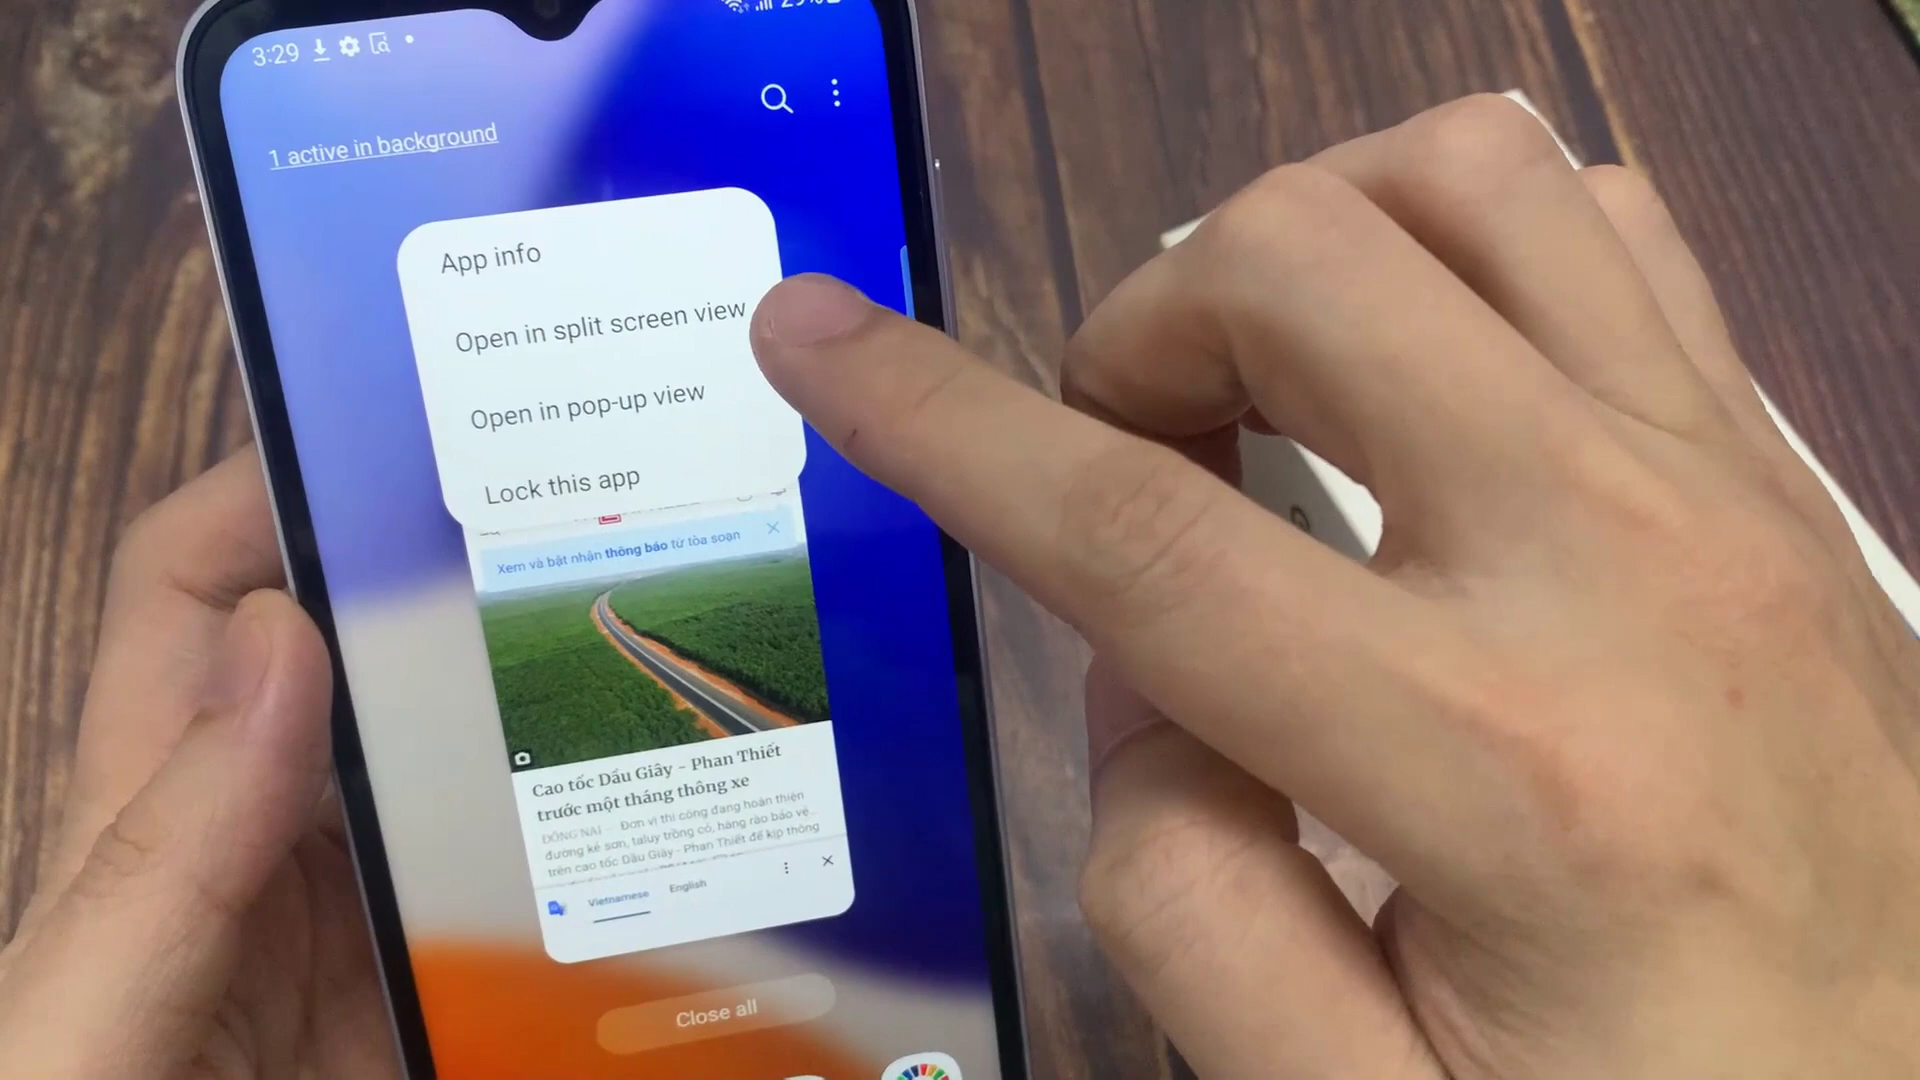 3:29
1 active in background
App info
Open in split screen view
Open in pop-up view
Lock this app
Xem và bật nhận thông báo từ tòa soạn
Cao tốc Dầu Giây - Phan Thiết
trước một tháng thông xe
ĐỒNG NAI - Đơn vị thi công đang hoàn thiện
đường kẻ sơn, taluy trồng cỏ, hàng rào bảo vệ...
trên cao tốc Dầu Giây - Phan Thiết để kịp thông
Vietnamese
English
Close all